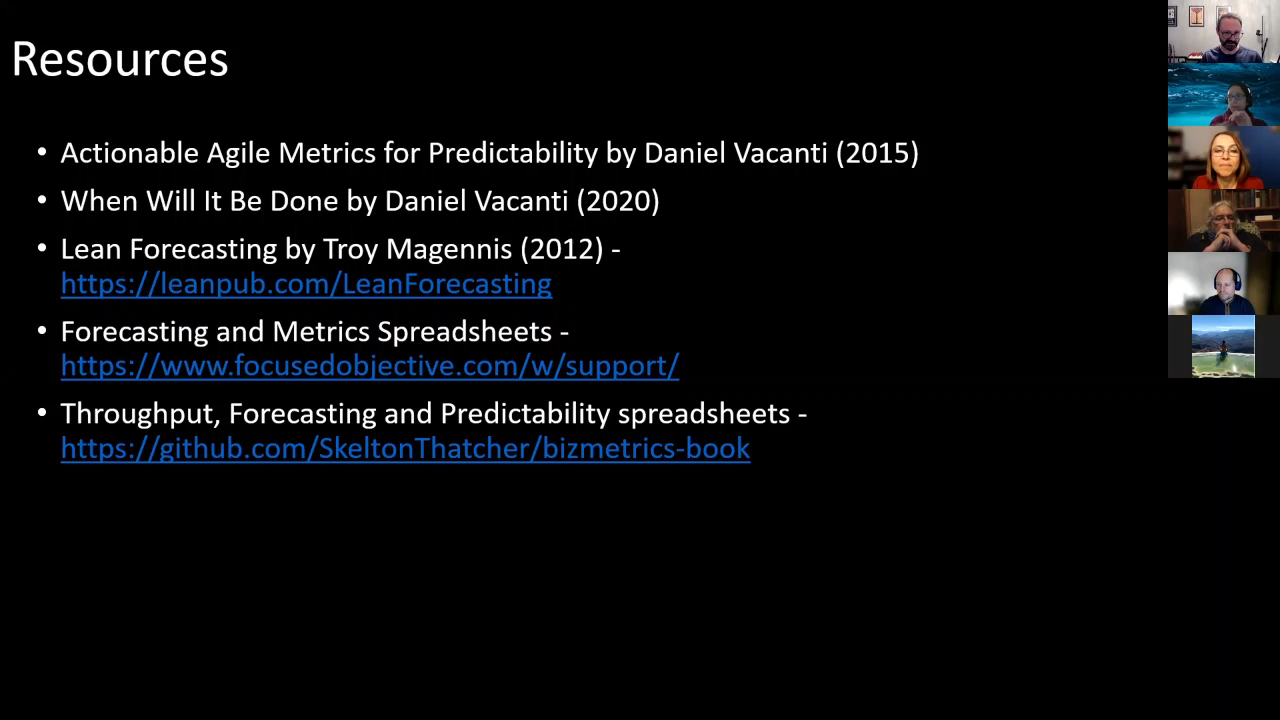 Resources
• Actionable Agile Metrics for Predictability by Daniel Vacanti (2015)
• When Will It Be Done by Daniel Vacanti (2020)
• Lean Forecasting by Troy Magennis (2012) -
https://leanpub.com/LeanForecasting
• Forecasting and Metrics Spreadsheets -
https://www.focusedobjective.com/w/support/
• Throughput, Forecasting and Predictability spreadsheets -
https://github.com/SkeltonThatcher/bizmetrics-book